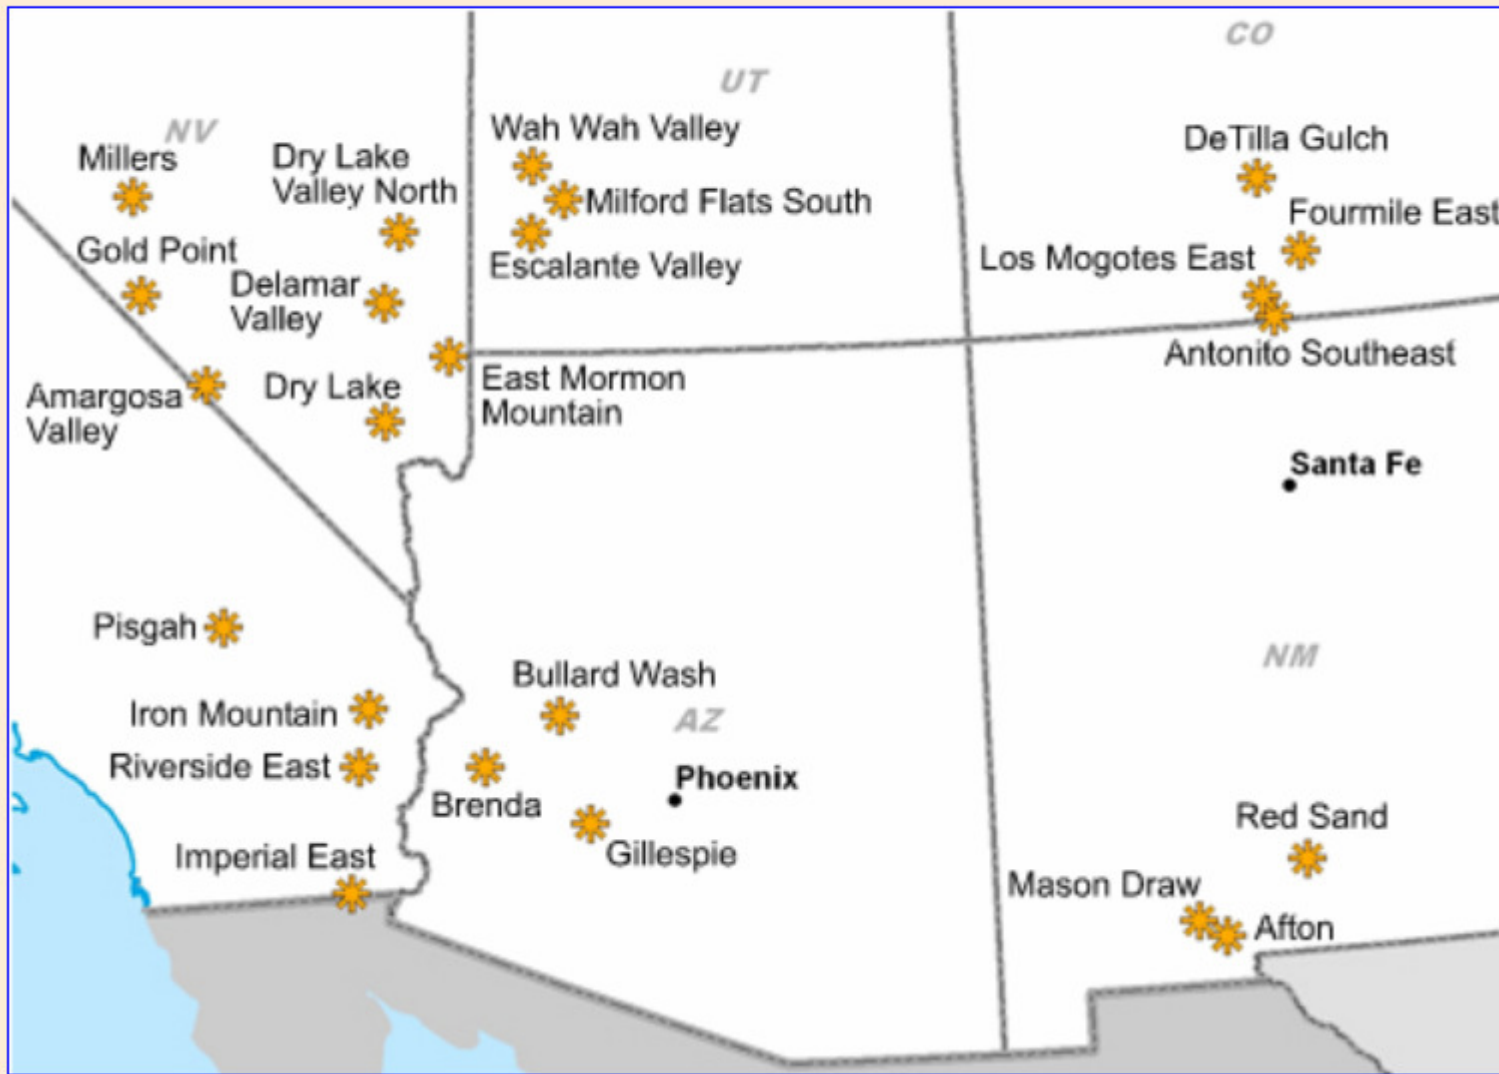 CO
UT
NV
Wah Wah Valley
DeTilla Gulch
Millers
Dry Lake
Valley North
Milford Flats South
Fourmile East
Gold Point
Los Mogotes East
Escalante Valley
Delamar
Valley
Antonito Southeast
East Mormon
Mountain
Dry Lake
Amargosa
Valley
Santa Fe
Pisgah
NM
Bullard Wash
Iron Mountain
AZ
Riverside East
Phoenix
Brenda
Red Sand
Imperial East
Gillespie
Mason Draw
Afton